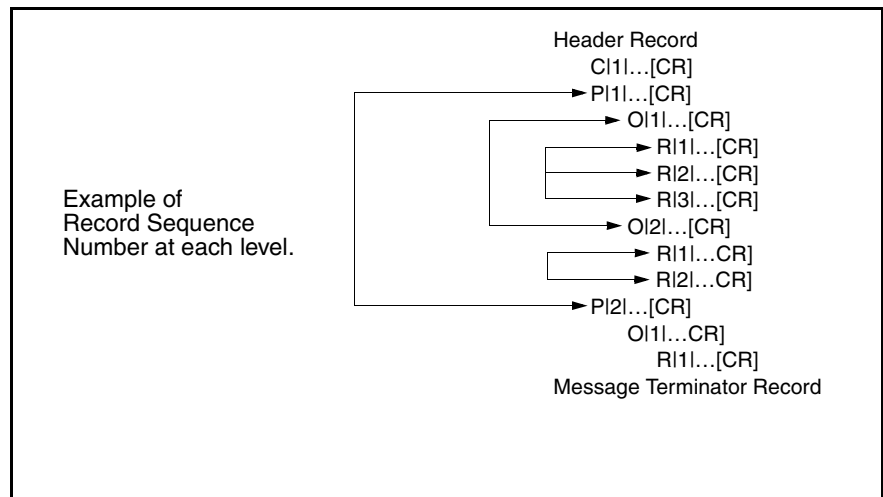 Header Record
C|1|…[CR]
P|1|…[CR]
O|1|…[CR]
R|1|…[CR]
R|2|…[CR]
R|3|…[CR]
O|2|…[CR]
R|1|…CR]
R|2|…CR]
P|2|…[CR]
O|1|…CR]
R|1|…[CR]
Message Terminator Record
Example of
Record Sequence
Number at each level.